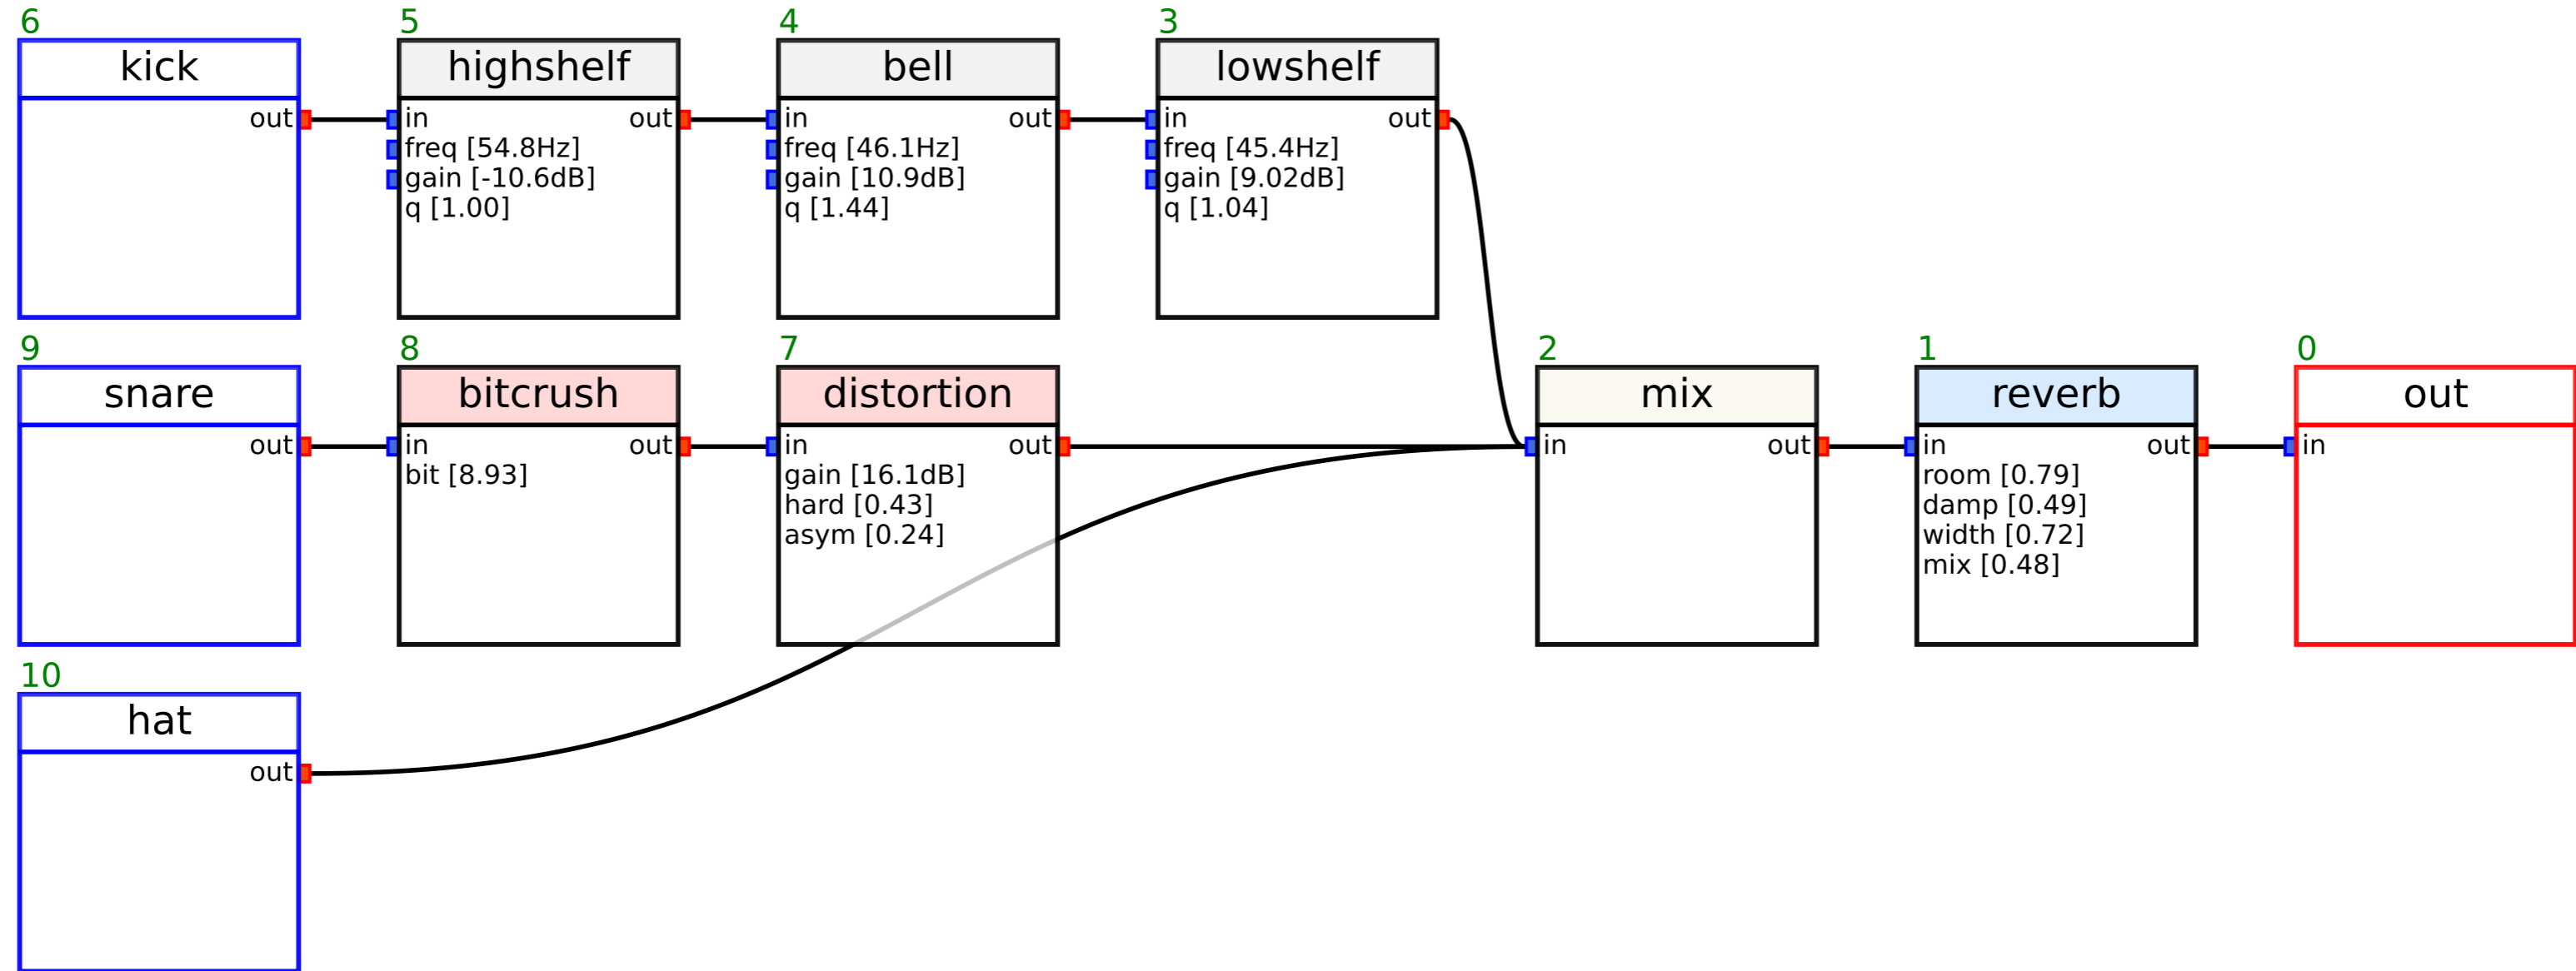 6
kick
out
5
highshelf
in out
freq [54.8Hz]
gain [-10.6dB]
q [1.00]
4
bell
in out
freq [46.1Hz]
gain [10.9dB]
q [1.44]
3
lowshelf
in out
freq [45.4Hz]
gain [9.02dB]
q [1.04]
9
snare
out
8
bitcrush
in out
bit [8.93]
7
distortion
in out
gain [16.1dB]
hard [0.43]
asym [0.24]
2
mix
in out
1
reverb
in out
room [0.79]
damp [0.49]
width [0.72]
mix [0.48]
0
out
in
10
hat
out